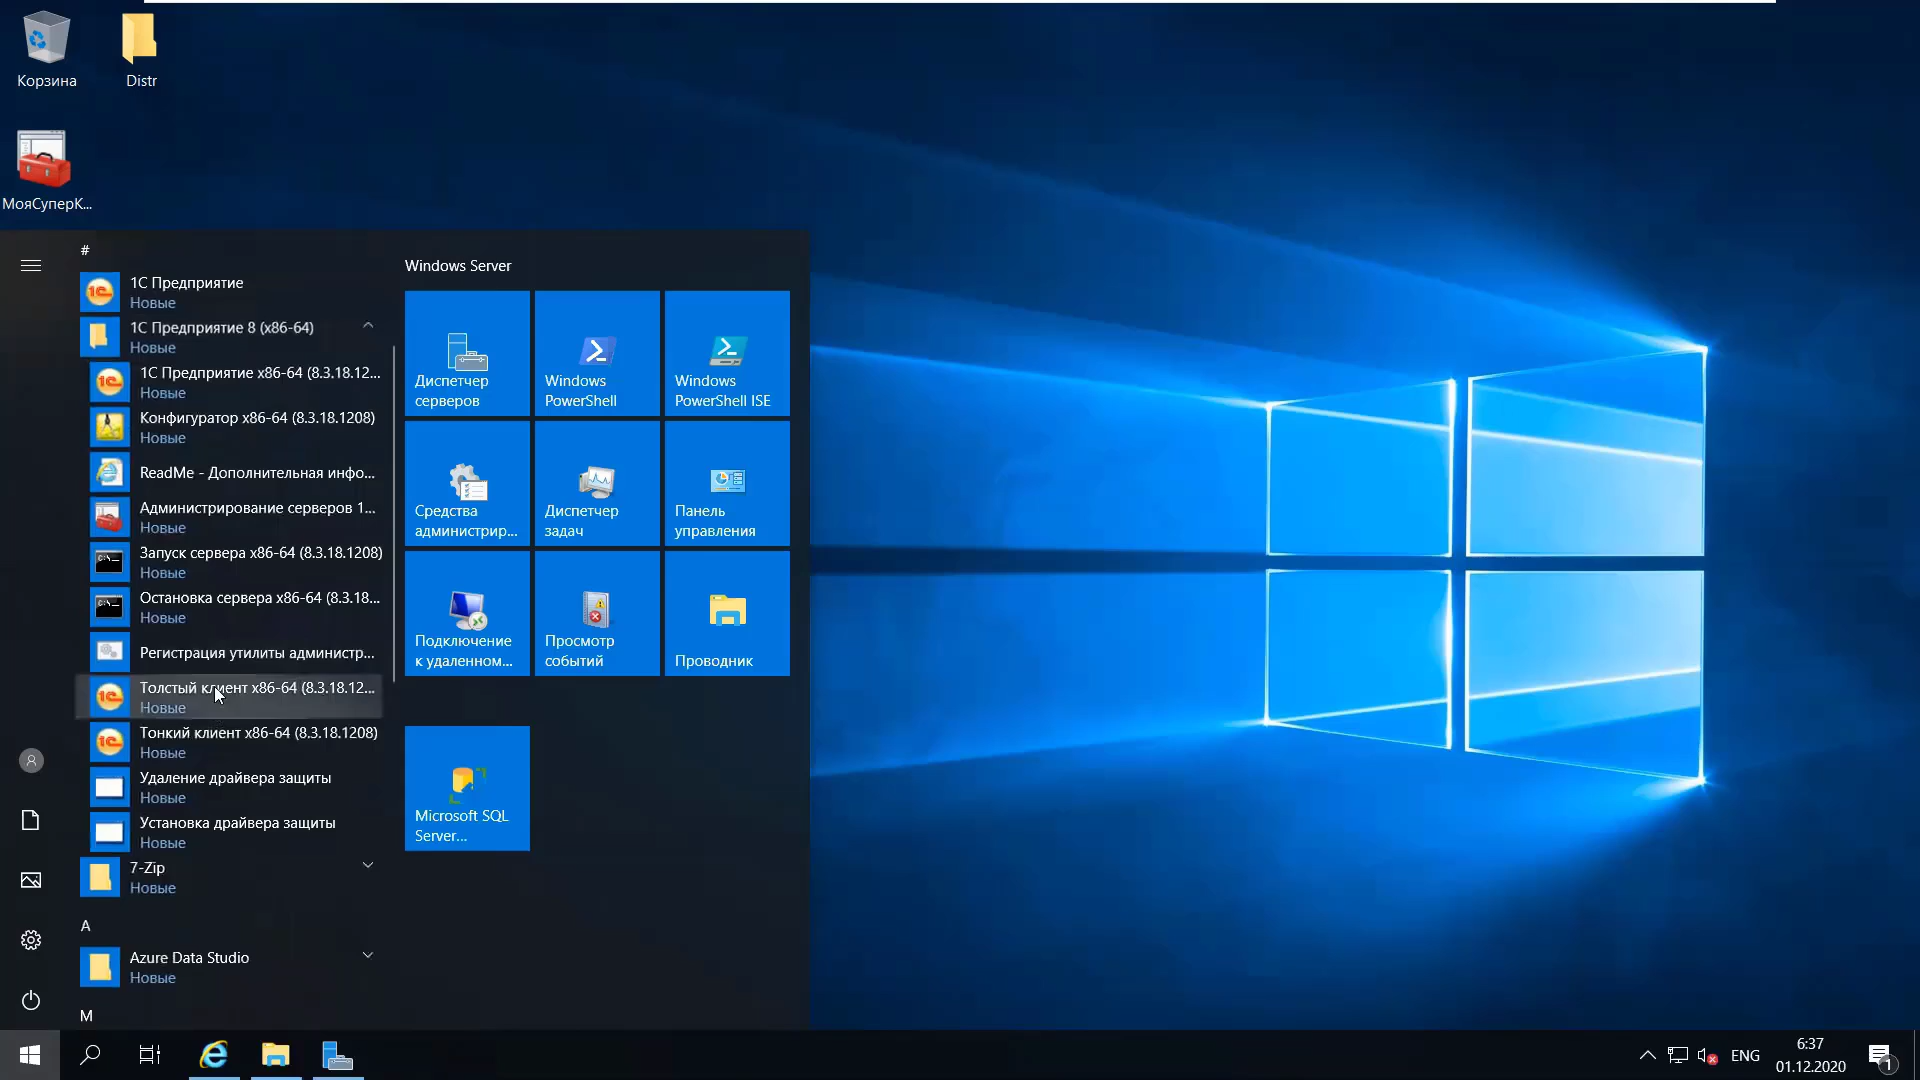 Корзина
Distr
МояСуперК...
#
1С Предприятие
Новые
1С Предприятие 8 (x86-64)
Новые
1С Предприятие x86-64 (8.3.18.12...
Новые
Конфигуратор x86-64 (8.3.18.1208)
Новые
ReadMe - Дополнительная инфо...
Администрирование серверов 1...
Новые
Запуск сервера x86-64 (8.3.18.1208)
Новые
Остановка сервера x86-64 (8.3.18...
Новые
Регистрация утилиты администр...
Толстый клиент x86-64 (8.3.18.12...
Новые
Тонкий клиент x86-64 (8.3.18.1208)
Новые
Удаление драйвера защиты
Новые
Установка драйвера защиты
Новые
7-Zip
Новые
A
Azure Data Studio
Новые
M
Windows Server
Диспетчер
серверов
Windows
PowerShell
Windows
PowerShell ISE
Средства
администрир...
Диспетчер
задач
Панель
управления
Подключение
к удаленном...
Просмотр
событий
Проводник
Microsoft SQL
Server...
ENG
6:37
01.12.2020
1